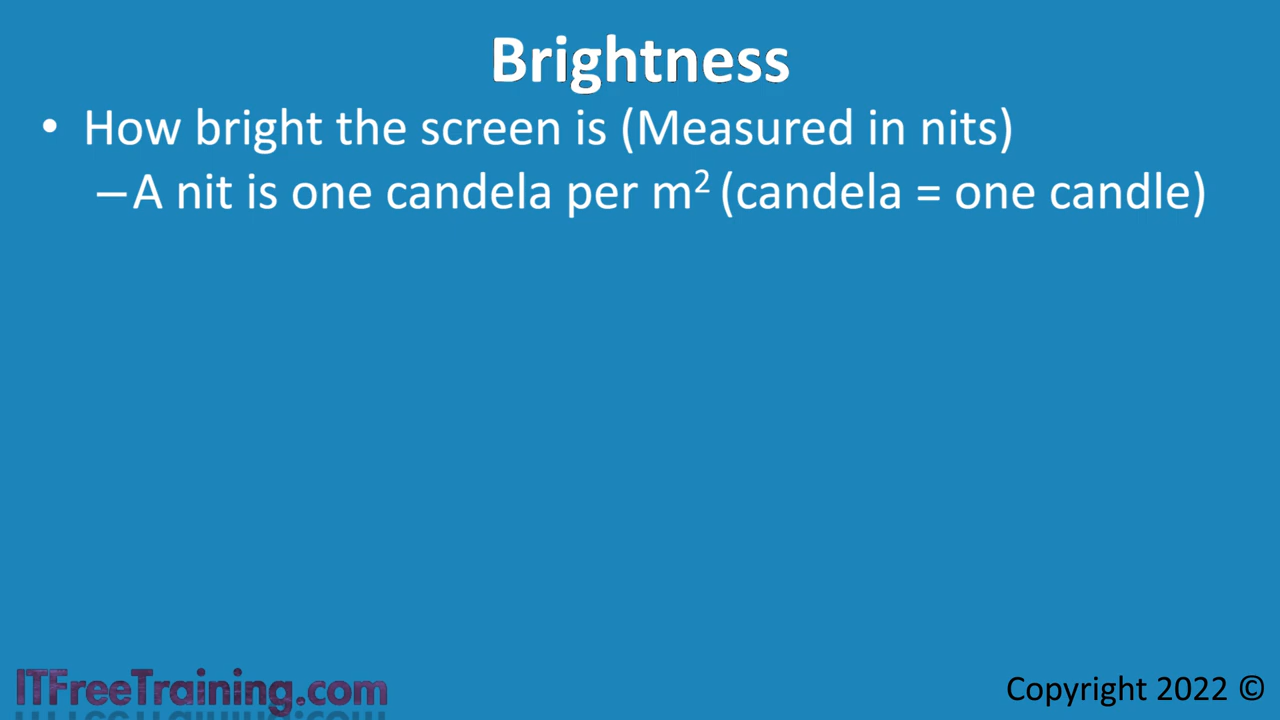 Brightness
• How bright the screen is (Measured in nits)
–A nit is one candela per m² (candela = one candle)
ITFreeTraining.com
Copyright 2022 ©